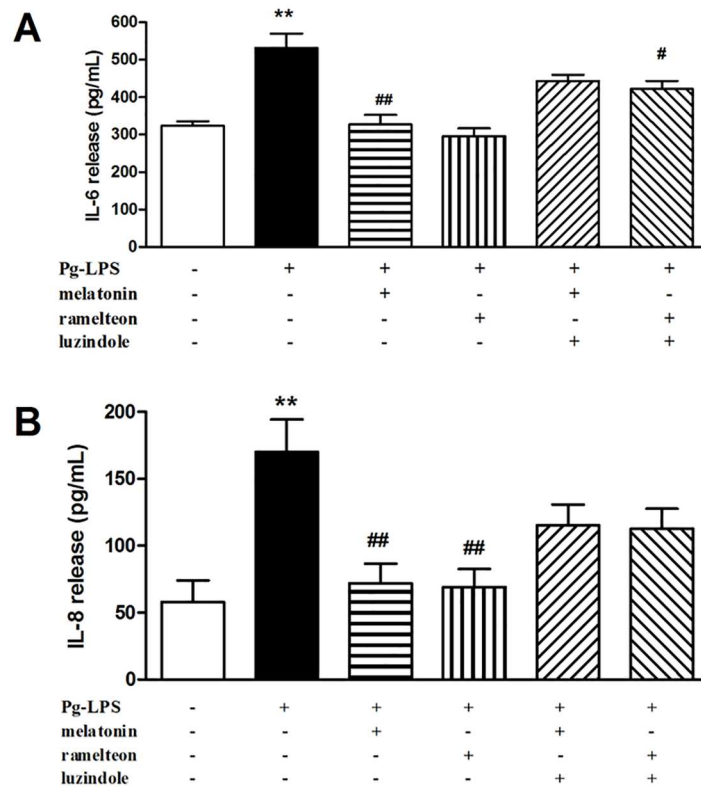 A
IL-6 release (pg/mL)
600
500
400
300
200
100
0
**
##
#
Pg-LPS - + + + + +
melatonin - - + - + -
ramelteon - - - + - +
luzindole - - - - + +
B
IL-8 release (pg/mL)
200
150
100
50
0
**
##
##
Pg-LPS - + + + + +
melatonin - - + - + -
ramelteon - - - + - +
luzindole - - - - + +